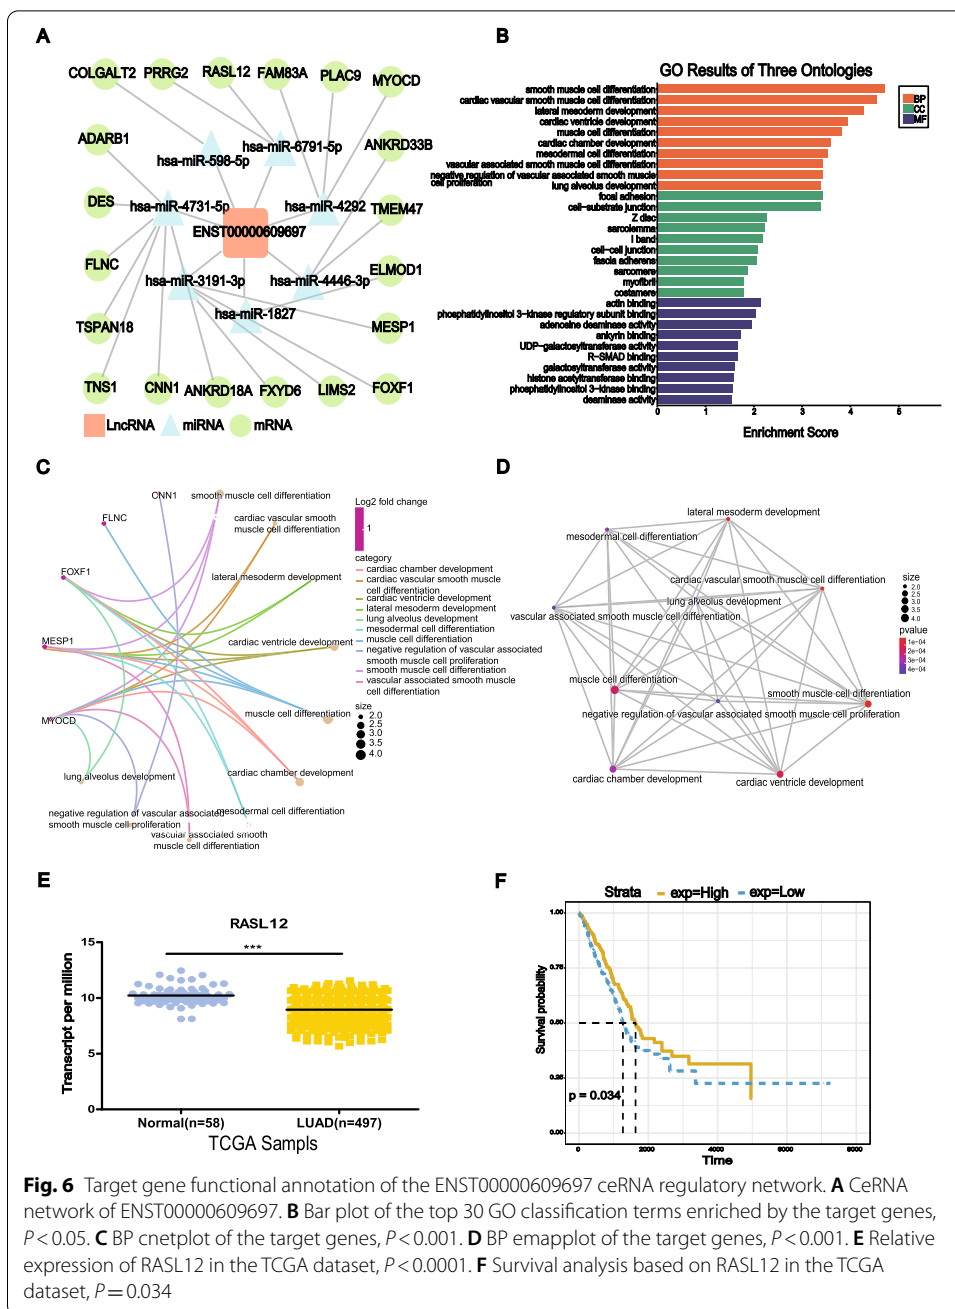 A
COLGALT2 PRRG2 RASL12 FAM83A PLAC9 MYOCD
ADARB1
hsa-miR-598-5p
hsa-miR-6791-5p
ANKRD33B
DES
hsa-miR-4731-5p
hsa-miR-4292
TMEM47
ENST00000609697
FLNC
hsa-miR-3191-3p
hsa-miR-4446-3p
ELMOD1
hsa-miR-1827
TSPAN18
MESP1
TNS1 CNN1 ANKRD18A FXYD6 LIMS2 FOXF1
LncRNA miRNA mRNA
B
GO Results of Three Ontologies
smooth muscle cell differentiation
cardiac vascular smooth muscle cell differentiation
lateral mesoderm development
cardiac ventricle development
muscle cell differentiation
cardiac chamber development
mesodermal cell differentiation
vascular associated smooth muscle cell differentiation
negative regulation of vascular associated smooth muscle
cell proliferation
lung alveolus development
focal adhesion
cell-substrate junction
Z disc
sarcolemma
I band
cell-cell junction
fascia adherens
sarcomere
myofibril
costamere
actin binding
phosphatidylinositol 3-kinase regulatory subunit binding
adenosine deaminase activity
ankyrin binding
UDP-galactosyltransferase activity
R-SMAD binding
galactosyltransferase activity
histone acetyltransferase binding
phosphatidylinositol 3-kinase binding
deaminase activity
0 1 2 3 4 5
Enrichment Score
BP
CC
MF
C
CNN1
smooth muscle cell differentiation
FLNC
cardiac vascular smooth
muscle cell differentiation
FOXF1
lateral mesoderm development
MESP1
cardiac ventricle development
MYOCD
muscle cell differentiation
lung alveolus development
cardiac chamber development
negative regulation of vascular associated
smooth muscle cell proliferation
mesodermal cell differentiation
vascular associated smooth
muscle cell differentiation
Log2 fold change
1
category
cardiac chamber development
cardiac vascular smooth muscle
cell differentiation
cardiac ventricle development
lateral mesoderm development
lung alveolus development
mesodermal cell differentiation
muscle cell differentiation
negative regulation of vascular associated
smooth muscle cell proliferation
smooth muscle cell differentiation
vascular associated smooth muscle
cell differentiation
size
2.0
2.5
3.0
3.5
4.0
D
lateral mesoderm development
mesodermal cell differentiation
cardiac vascular smooth muscle cell differentiation
lung alveolus development
vascular associated smooth muscle cell differentiation
muscle cell differentiation
smooth muscle cell differentiation
negative regulation of vascular associated smooth muscle cell proliferation
cardiac chamber development
cardiac ventricle development
size
2.0
2.5
3.0
3.5
4.0
pvalue
1e-04
2e-04
3e-04
4e-04
E
RASL12
***
Transcript per million
15
10
5
0
Normal(n=58) LUAD(n=497)
TCGA Sampls
F
Strata exp=High exp=Low
Survival probability
1.00
0.75
0.50
0.25
0.00
p = 0.034
0 2000 4000 6000 8000
Time
Fig. 6 Target gene functional annotation of the ENST00000609697 ceRNA regulatory network. A CeRNA
network of ENST00000609697. B Bar plot of the top 30 GO classification terms enriched by the target genes,
P < 0.05. C BP cnetplot of the target genes, P < 0.001. D BP emapplot of the target genes, P < 0.001. E Relative
expression of RASL12 in the TCGA dataset, P < 0.0001. F Survival analysis based on RASL12 in the TCGA
dataset, P = 0.034